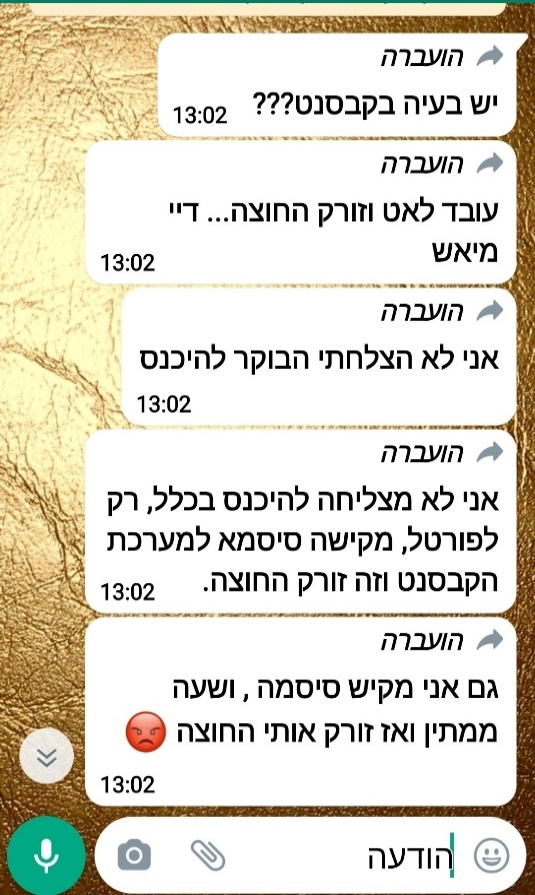 הועברה
יש בעיה בקבסנט???
13:02
הועברה
עובד לאט וזורק החוצה... דיי
מיאש
13:02
הועברה
אני לא הצלחתי הבוקר להיכנס
13:02
הועברה
אני לא מצליחה להיכנס בכלל, רק
לפורטל, מקישה סיסמא למערכת
הקבסנט וזה זורק החוצה.
13:02
הועברה
גם אני מקיש סיסמה , ושעה
ממתין ואז זורק אותי החוצה 😡
13:02
הודעה